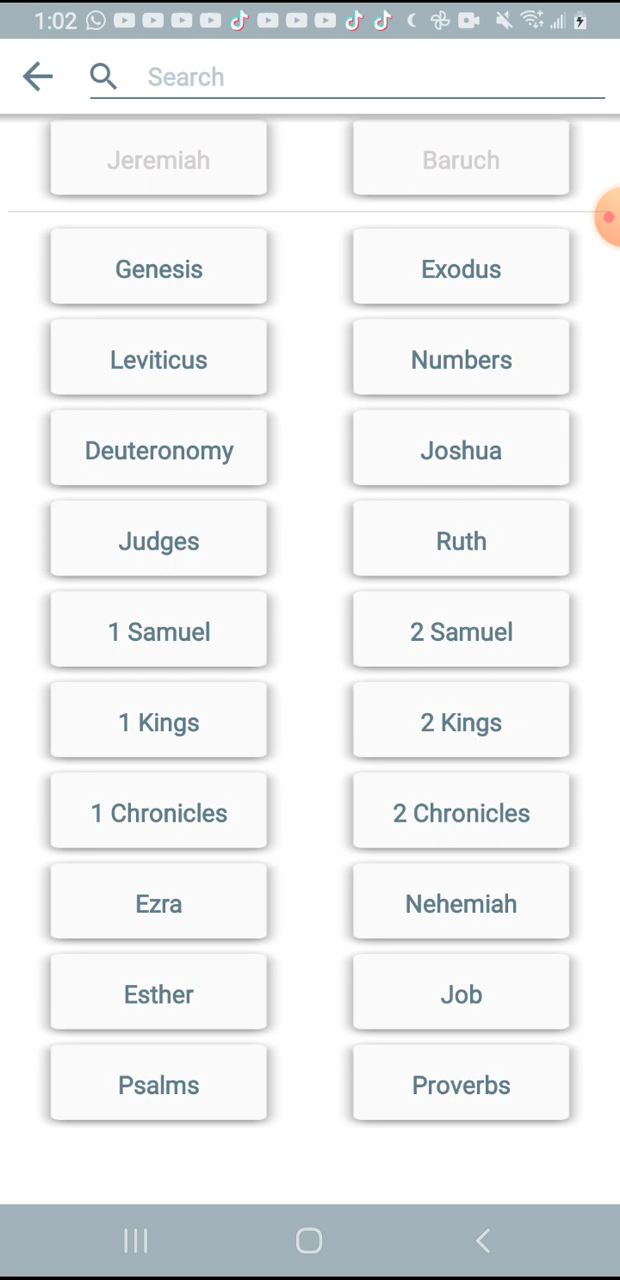 1:02
Search
Jeremiah Baruch
Genesis Exodus
Leviticus Numbers
Deuteronomy Joshua
Judges Ruth
1 Samuel 2 Samuel
1 Kings 2 Kings
1 Chronicles 2 Chronicles
Ezra Nehemiah
Esther Job
Psalms Proverbs